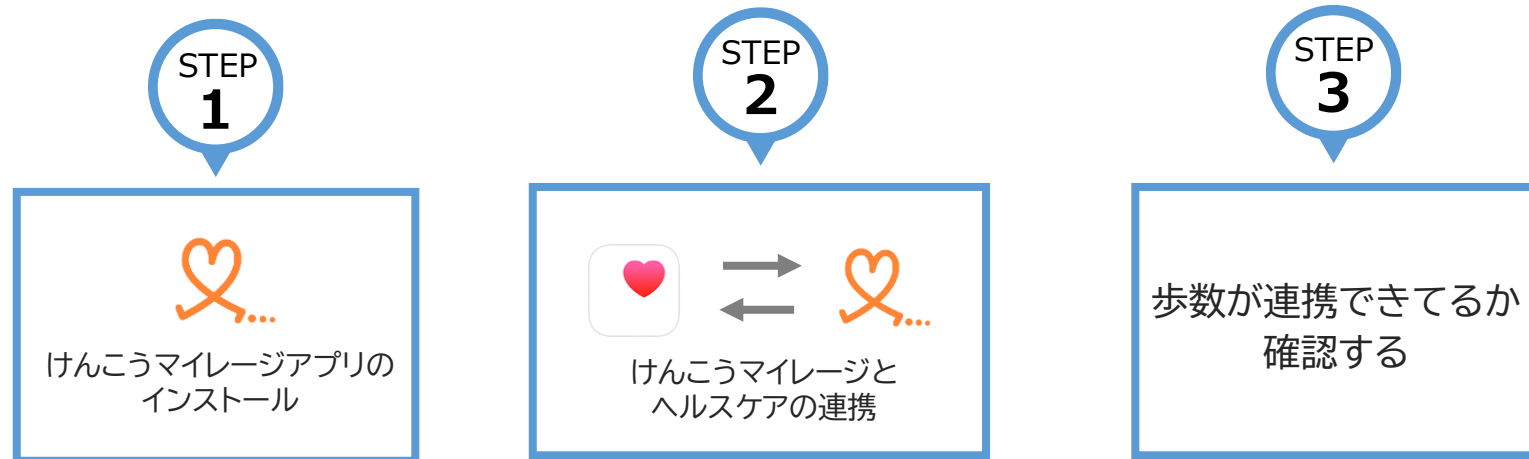 STEP
1
けんこうマイレージアプリの
インストール
STEP
2
けんこうマイレージと
ヘルスケアの連携
STEP
3
歩数が連携できてるか
確認する